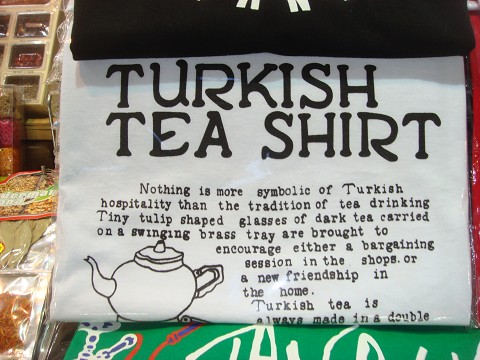 TURKISH
TEA SHIRT
Nothing is more symbolic of Turkish
hospitality than the tradition of tea drinking
Tiny tulip shaped glasses of dark tea carried
on a swinging brass tray are brought to
encourage either a bargaining
session in the shops. or
a new friendship in
the home.
Turkish tea is
always made in a double